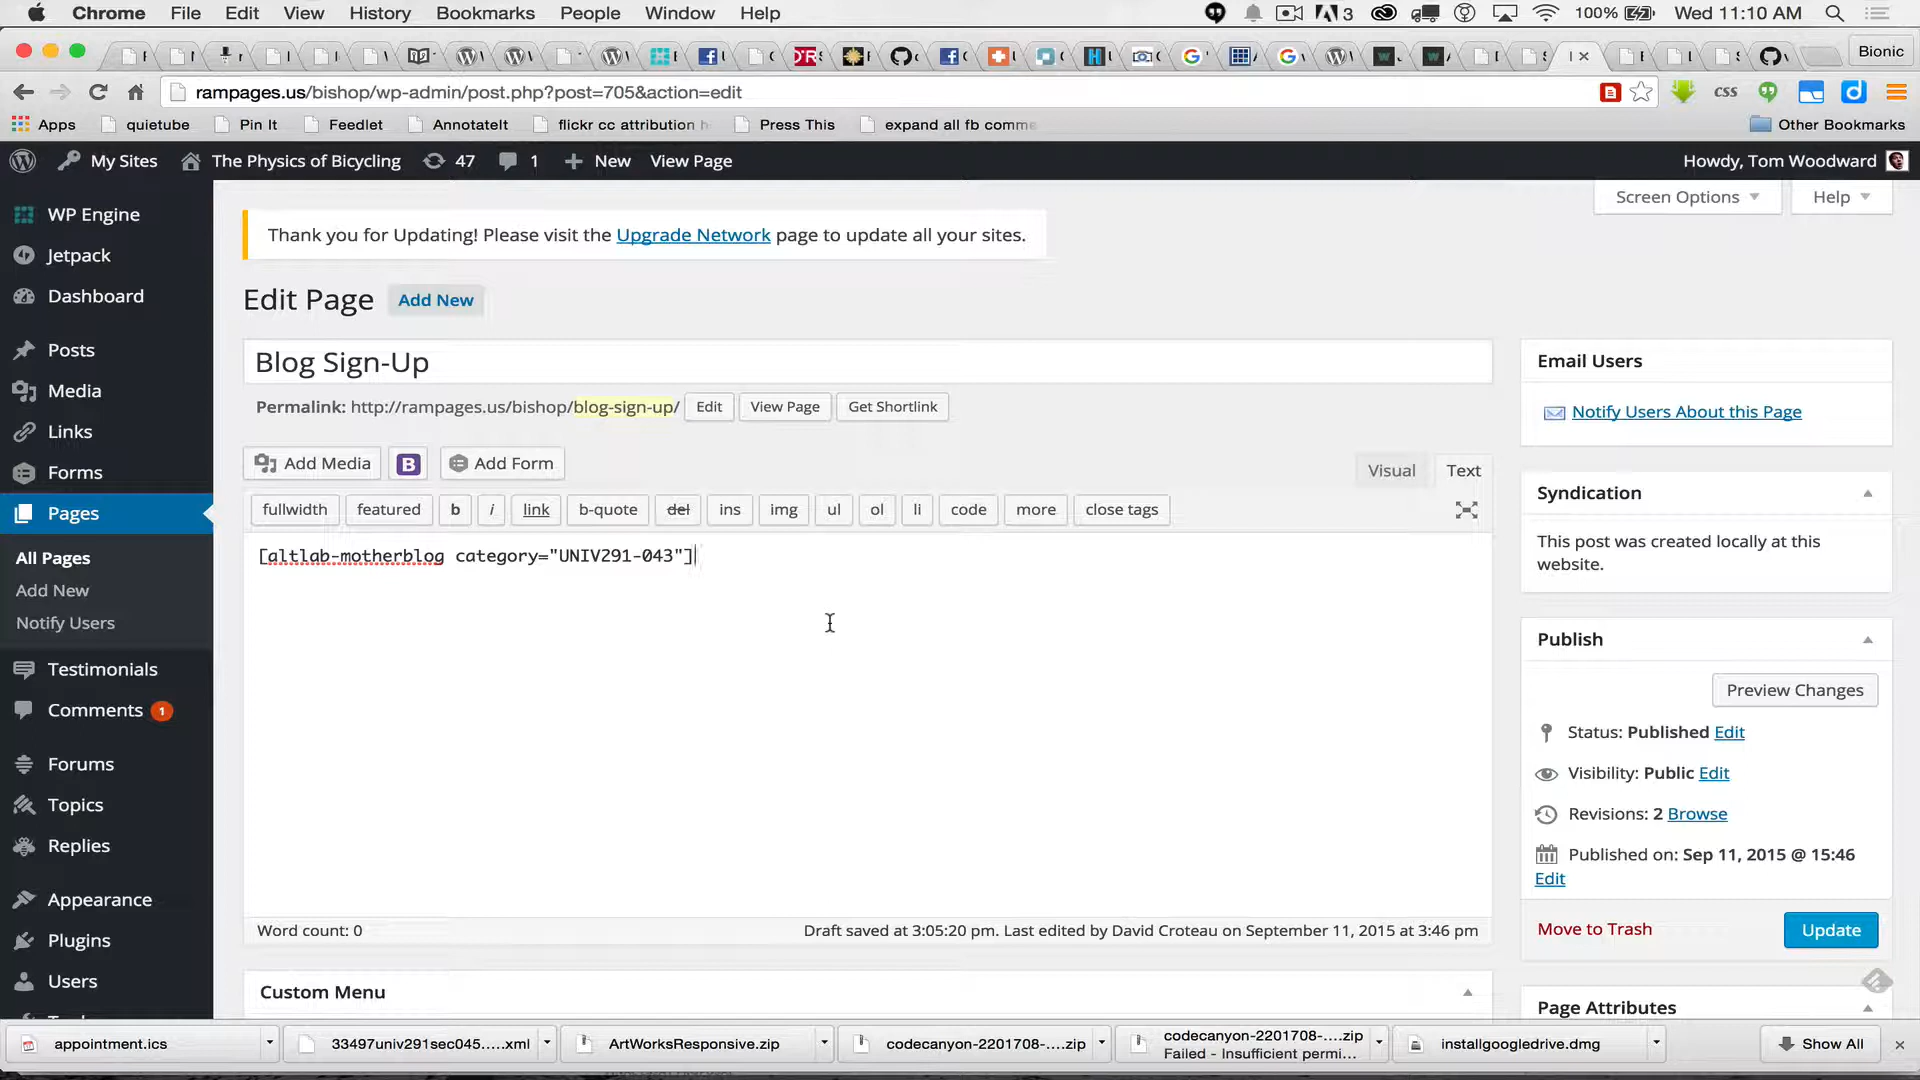 Chrome File Edit View History Bookmarks People Window Help 3 100% Wed 11:10 AM
Bionic
rampages.us/bishop/wp-admin/post.php?post=705&action=edit css
Apps quietube Pin It Feedlet AnnotateIt flickr cc attribution Press This expand all fb comme Other Bookmarks
My Sites The Physics of Bicycling 47 1 New View Page Howdy, Tom Woodward
Screen Options Help
WP Engine
Jetpack
Dashboard
Posts
Media
Links
Forms
Pages
All Pages
Add New
Notify Users
Testimonials
Comments 1
Forums
Topics
Replies
Appearance
Plugins
Users
Thank you for Updating! Please visit the Upgrade Network page to update all your sites.
Edit Page Add New
Blog Sign-Up
Permalink: http://rampages.us/bishop/blog-sign-up/ Edit View Page Get Shortlink
Add Media B Add Form Visual Text
fullwidth featured b i link b-quote del ins img ul ol li code more close tags
[altlab-motherblog category="UNIV291-043"]
Word count: 0 Draft saved at 3:05:20 pm. Last edited by David Croteau on September 11, 2015 at 3:46 pm
Custom Menu
Email Users
Notify Users About this Page
Syndication
This post was created locally at this
website.
Publish
Preview Changes
Status: Published Edit
Visibility: Public Edit
Revisions: 2 Browse
Published on: Sep 11, 2015 @ 15:46
Edit
Move to Trash Update
Page Attributes
appointment.ics 33497univ291sec045.....xml ArtWorksResponsive.zip codecanyon-2201708-....zip codecanyon-2201708-....zip installgoogledrive.dmg Show All
Failed - Insufficient permi...